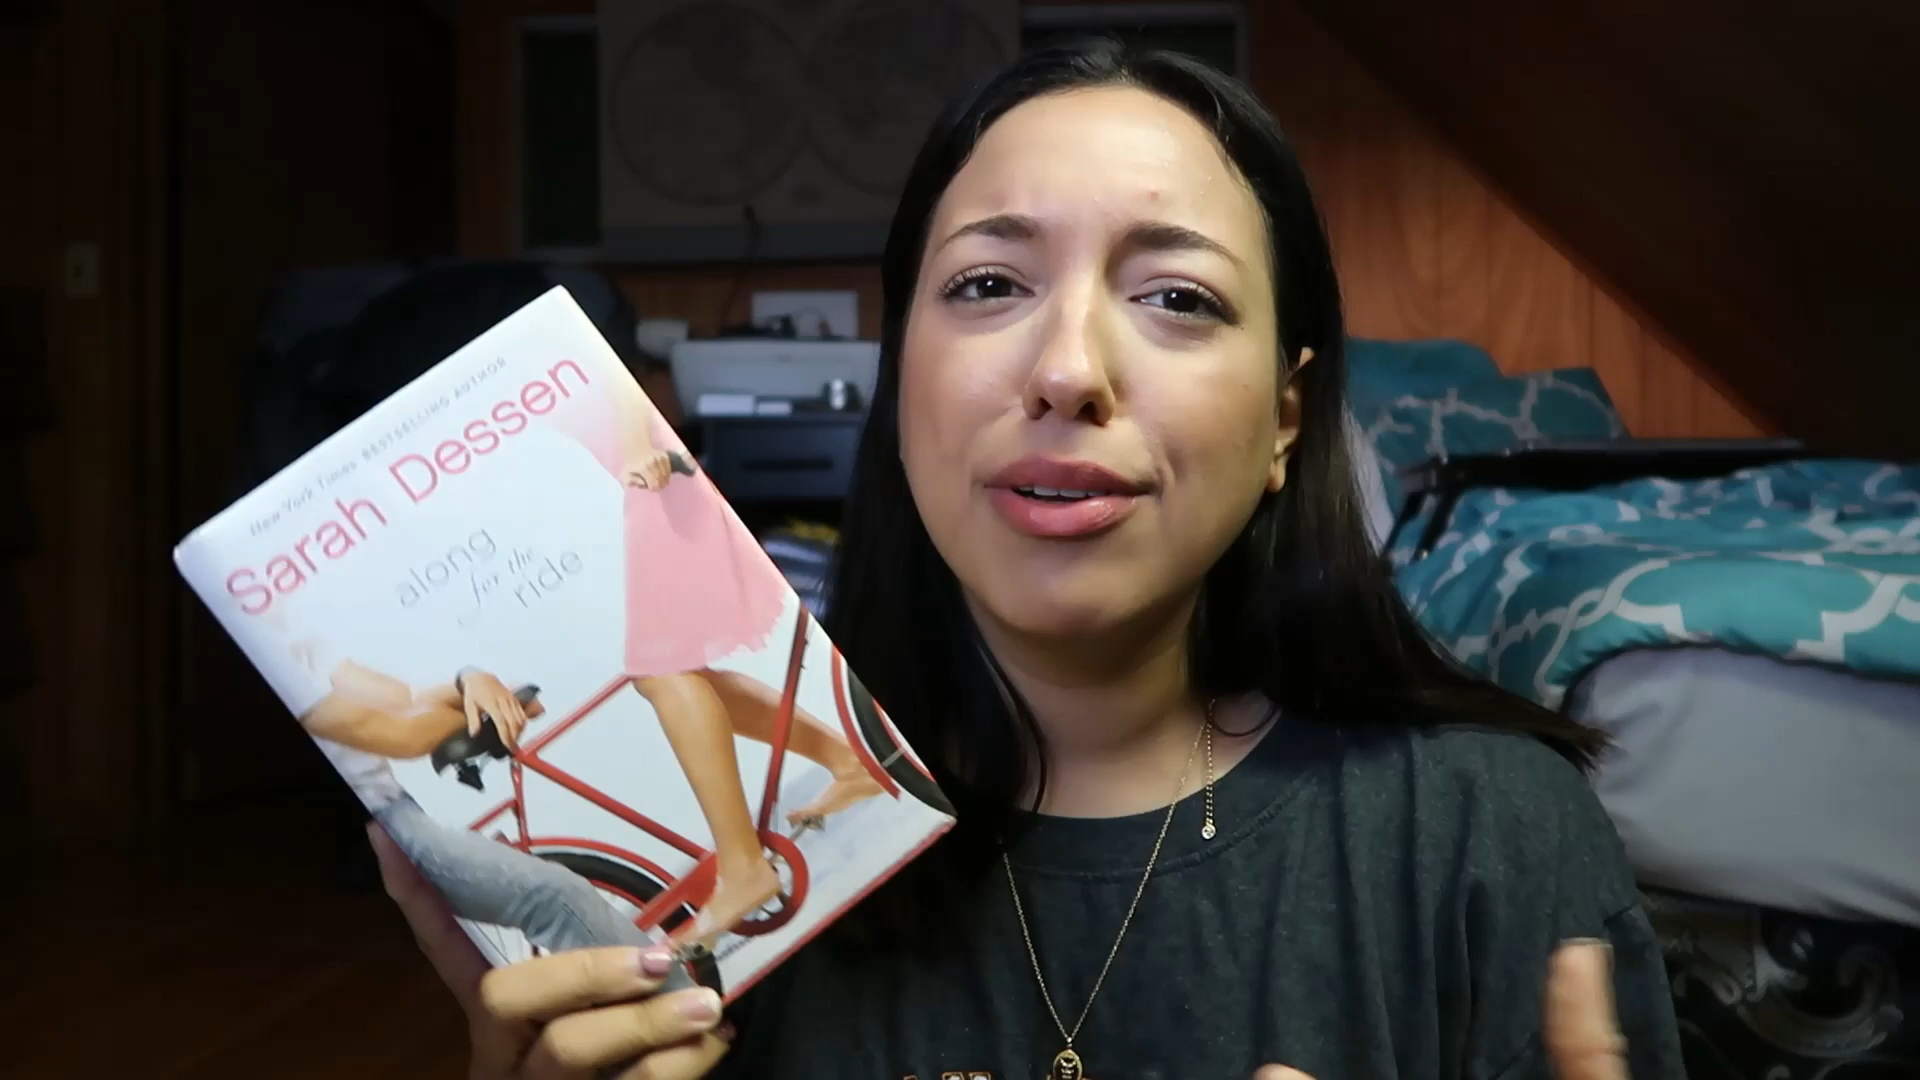 New York Times BESTSELLING AUTHOR
Sarah Dessen
along
for the
ride